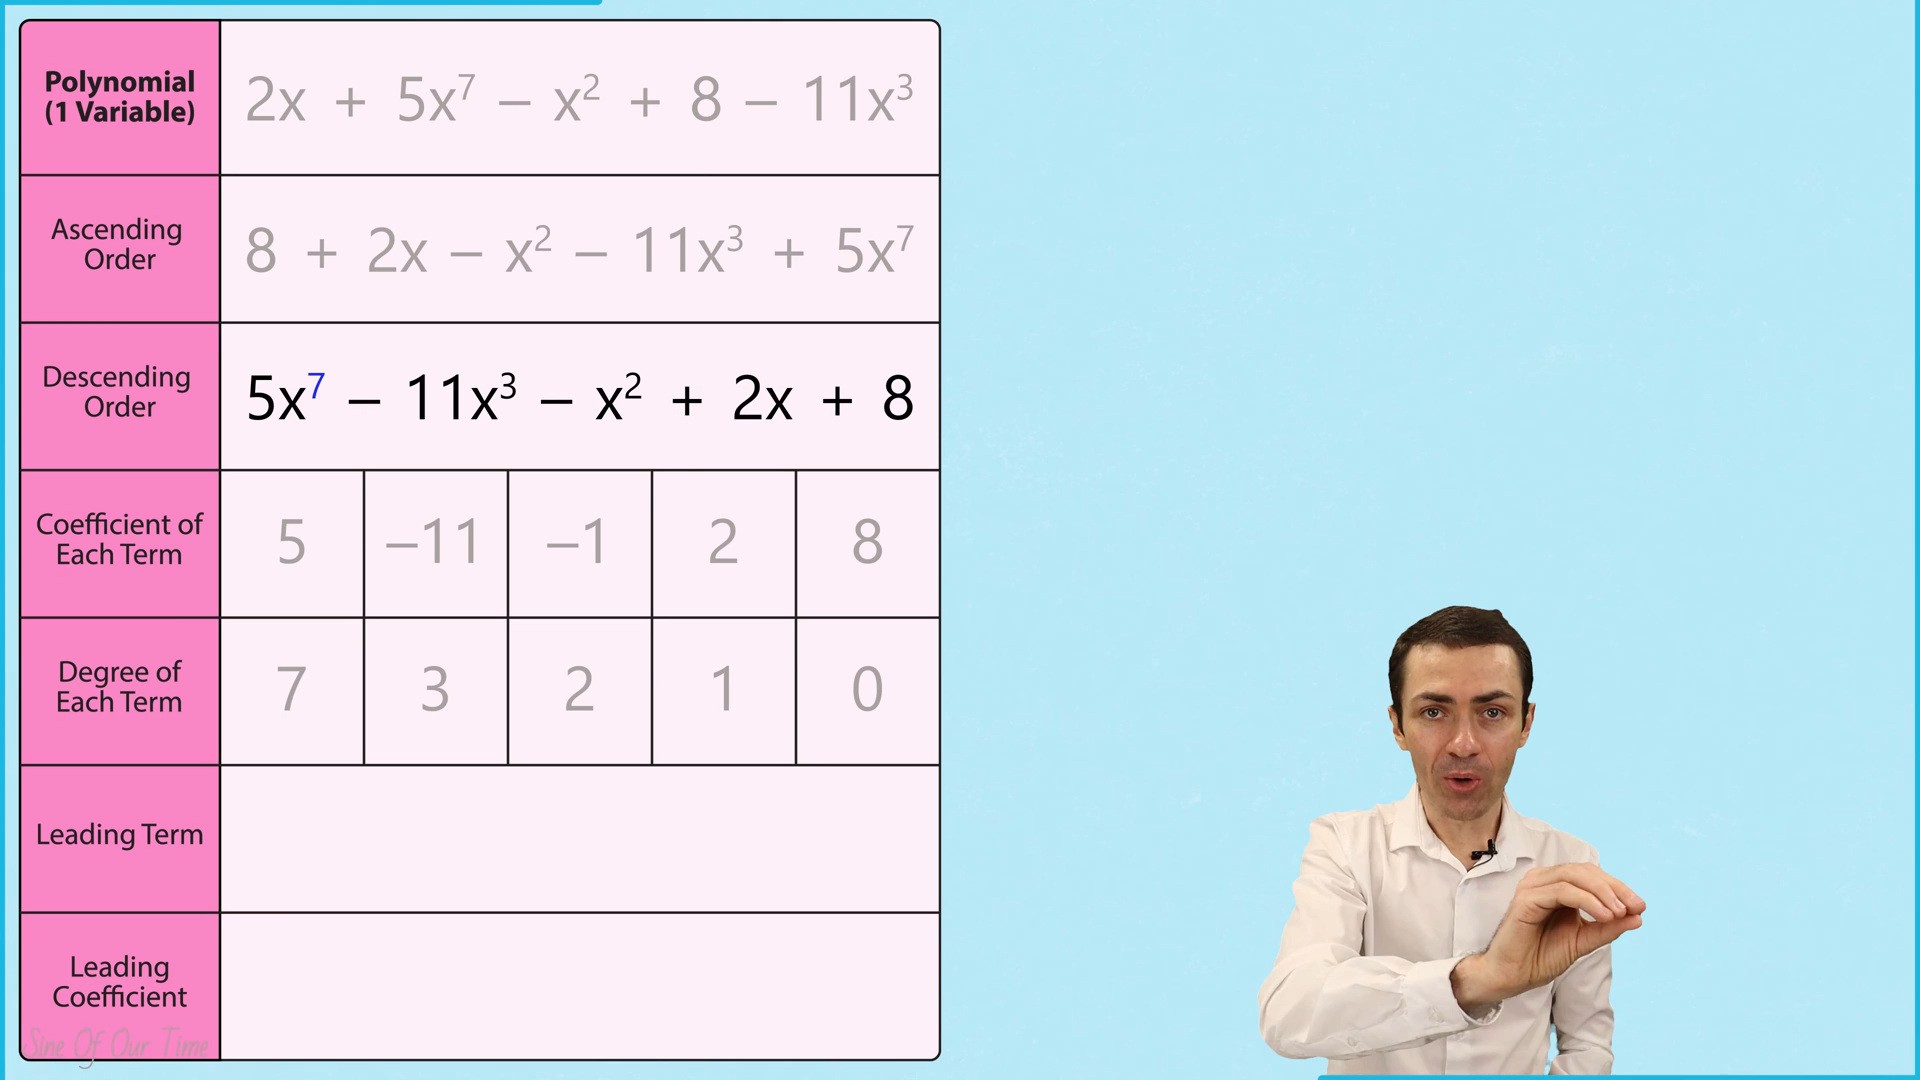 Polynomial
(1 Variable)
2x + 5x⁷ − x² + 8 − 11x³
Ascending
Order
8 + 2x − x² − 11x³ + 5x⁷
Descending
Order
5x⁷ − 11x³ − x² + 2x + 8
Coefficient of
Each Term
5 −11 −1 2 8
Degree of
Each Term
7 3 2 1 0
Leading Term
Leading
Coefficient
Sine Of Our Time